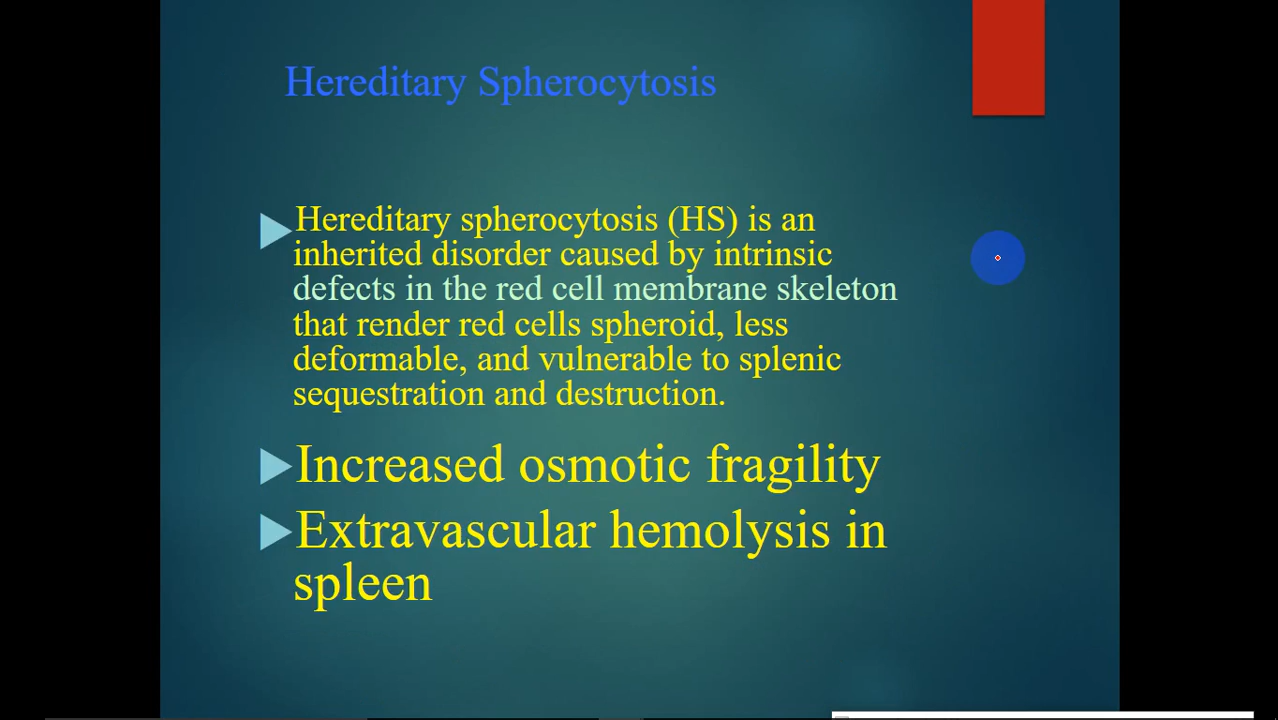 Hereditary Spherocytosis
Hereditary spherocytosis (HS) is an
inherited disorder caused by intrinsic
defects in the red cell membrane skeleton
that render red cells spheroid, less
deformable, and vulnerable to splenic
sequestration and destruction.
Increased osmotic fragility
Extravascular hemolysis in
spleen